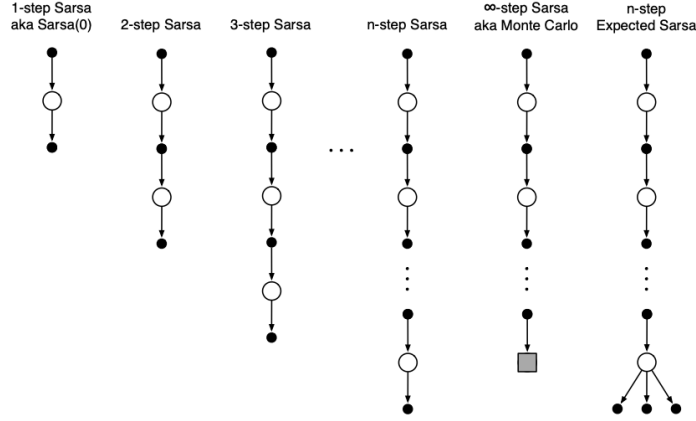 1-step Sarsa
aka Sarsa(0)
2-step Sarsa
3-step Sarsa
n-step Sarsa
∞-step Sarsa
aka Monte Carlo
n-step
Expected Sarsa